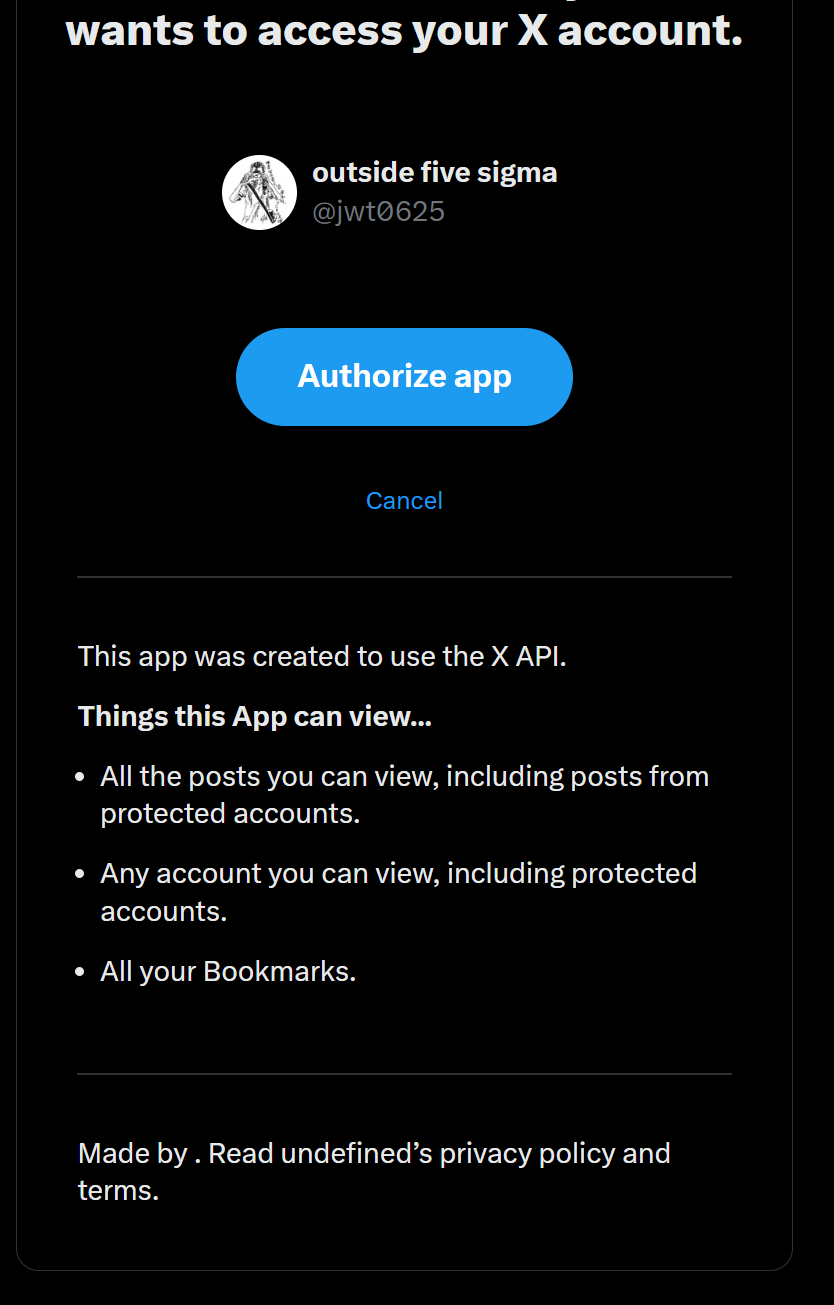 wants to access your X account.
outside five sigma
@jwt0625
Authorize app
Cancel
This app was created to use the X API.
Things this App can view...
• All the posts you can view, including posts from
protected accounts.
• Any account you can view, including protected
accounts.
• All your Bookmarks.
Made by . Read undefined’s privacy policy and
terms.